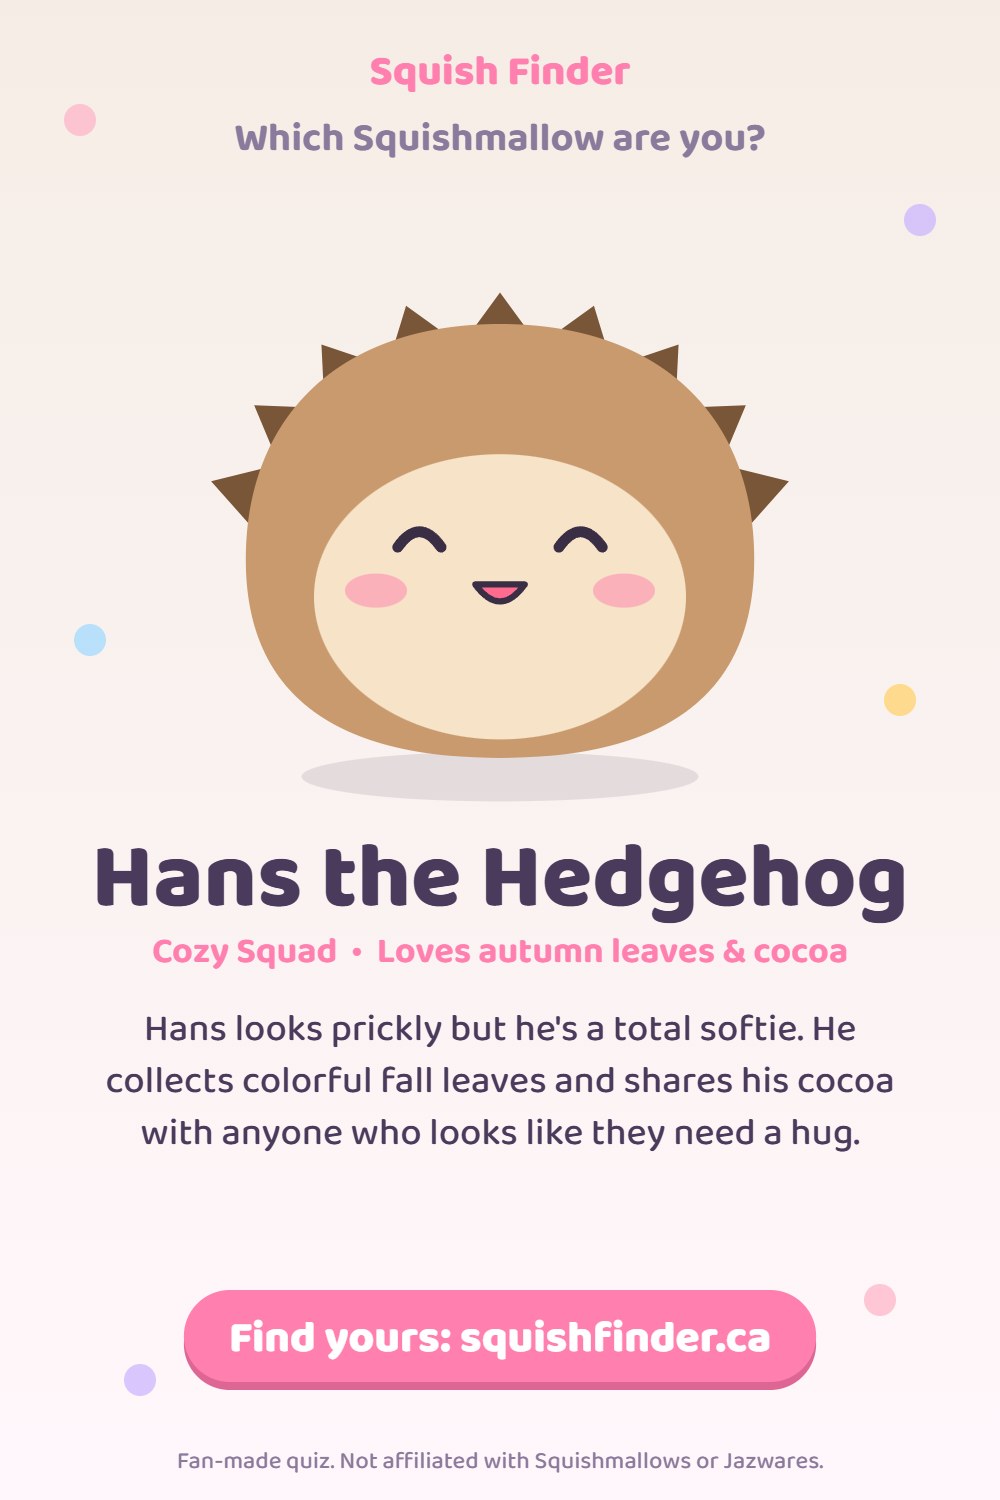 Squish Finder
Which Squishmallow are you?
Hans the Hedgehog
Cozy Squad • Loves autumn leaves & cocoa
Hans looks prickly but he's a total softie. He
collects colorful fall leaves and shares his cocoa
with anyone who looks like they need a hug.
Find yours: squishfinder.ca
Fan-made quiz. Not affiliated with Squishmallows or Jazwares.